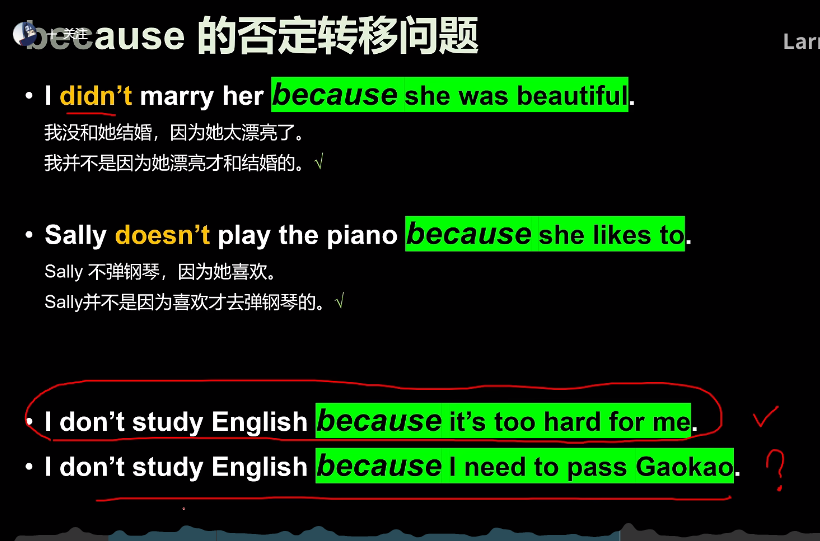 because 的否定转移问题
+ 关注
Larr
• I didn't marry her because she was beautiful.
我没和她结婚，因为她太漂亮了。
我并不是因为她漂亮才和结婚的。√
• Sally doesn't play the piano because she likes to.
Sally 不弹钢琴，因为她喜欢。
Sally并不是因为喜欢才去弹钢琴的。√
• I don't study English because it's too hard for me. ✓
• I don't study English because I need to pass Gaokao. ?